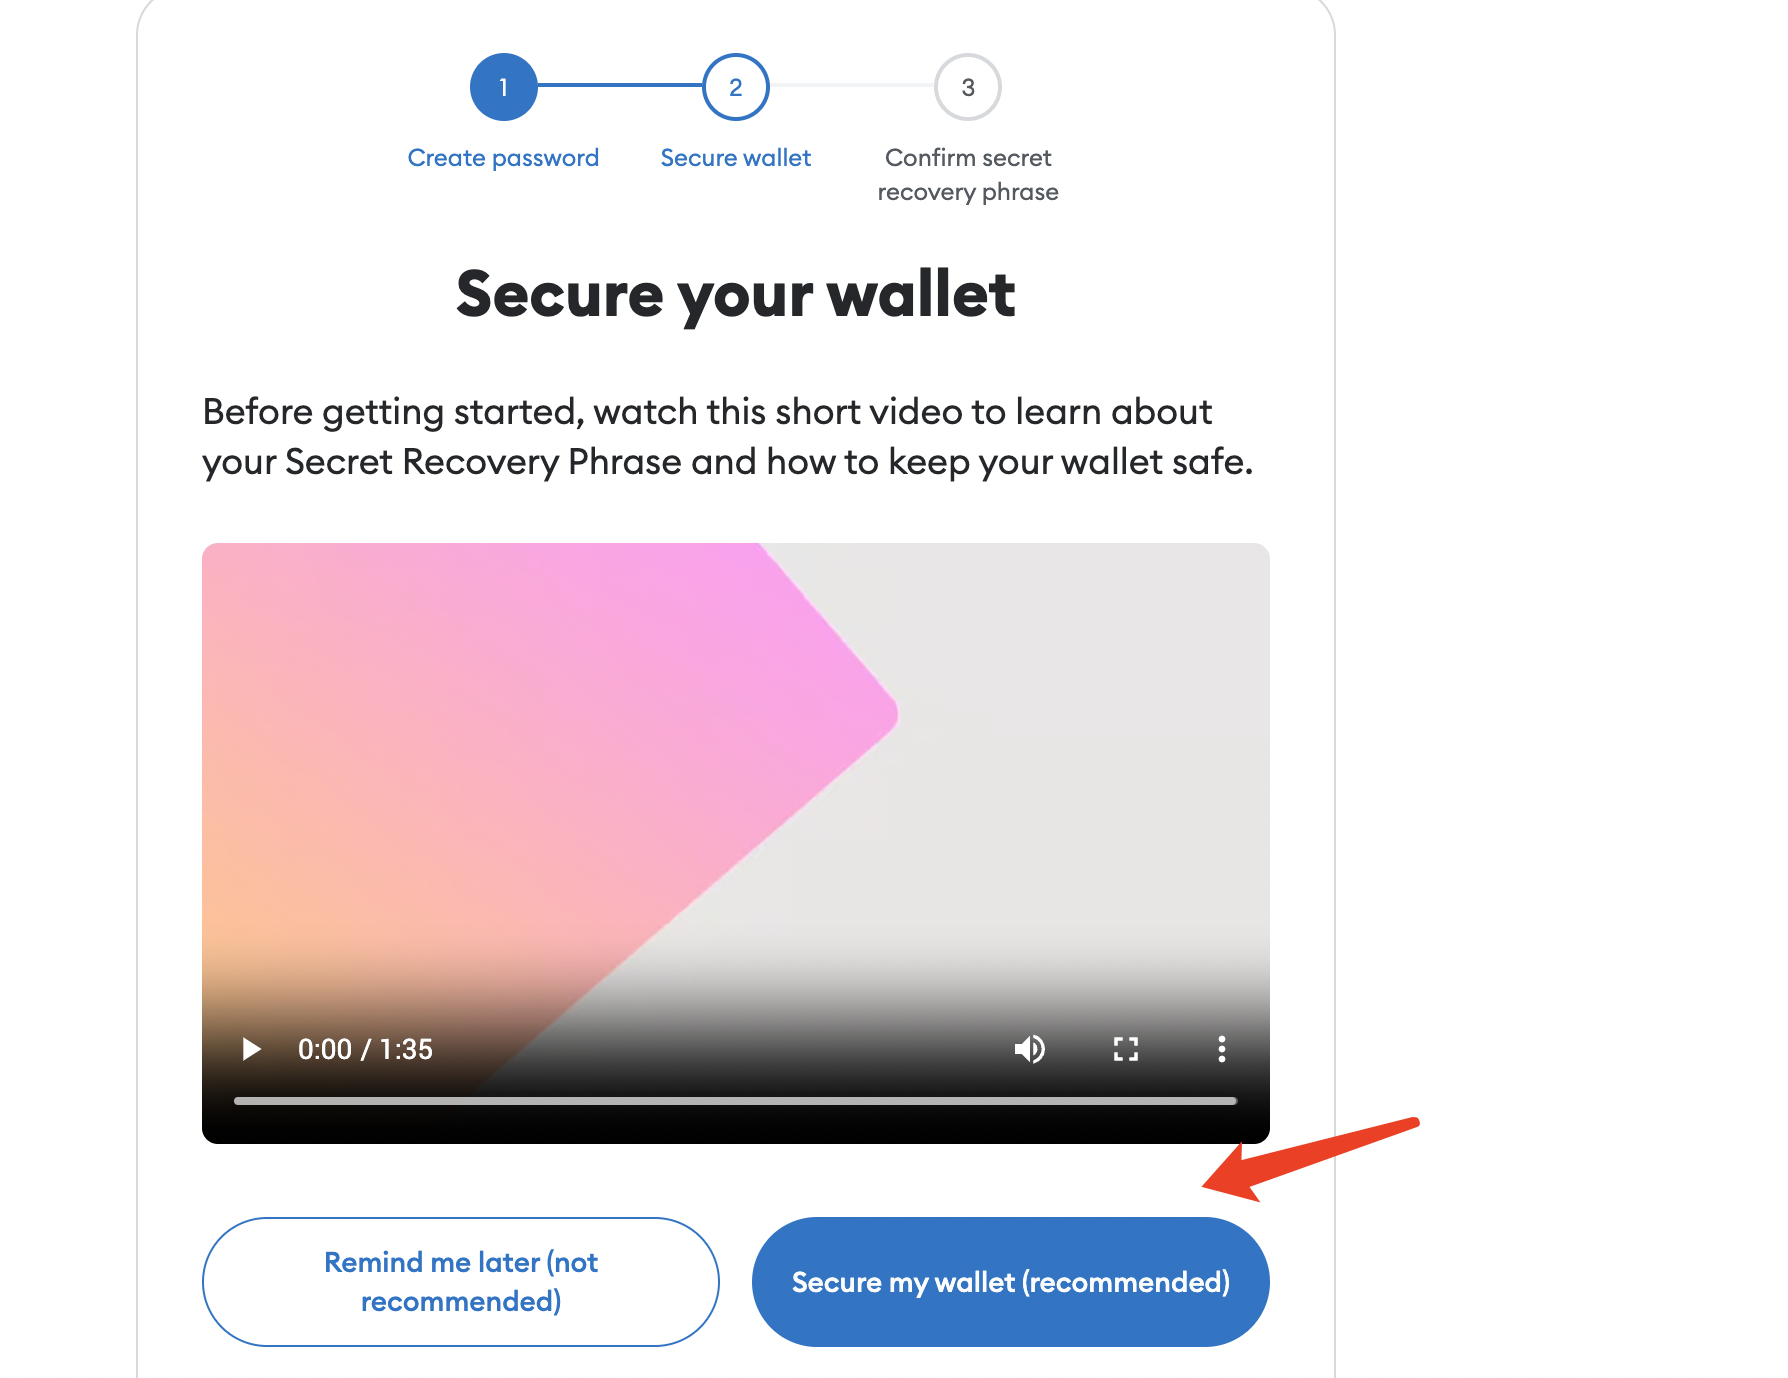 1
2
3
Create password
Secure wallet
Confirm secret
recovery phrase
Secure your wallet
Before getting started, watch this short video to learn about
your Secret Recovery Phrase and how to keep your wallet safe.
0:00 / 1:35
Remind me later (not
recommended)
Secure my wallet (recommended)